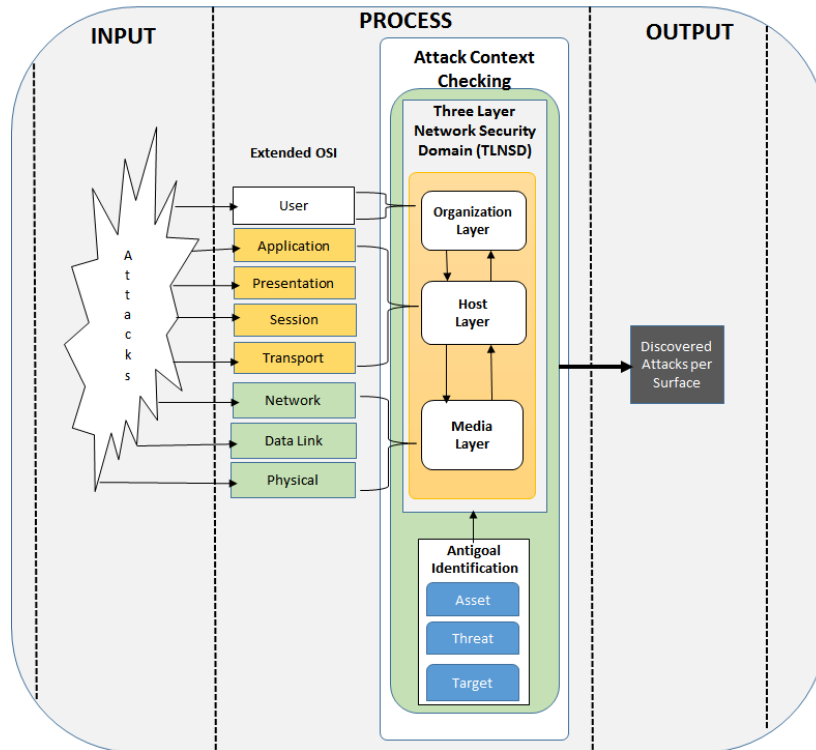 INPUT
PROCESS
OUTPUT
Attack Context
Checking
Three Layer
Network Security
Domain (TLNSD)
Extended OSI
Attacks
User
Application
Presentation
Session
Transport
Network
Data Link
Physical
Organization
Layer
Host
Layer
Media
Layer
Discovered
Attacks per
Surface
Antigoal
Identification
Asset
Threat
Target